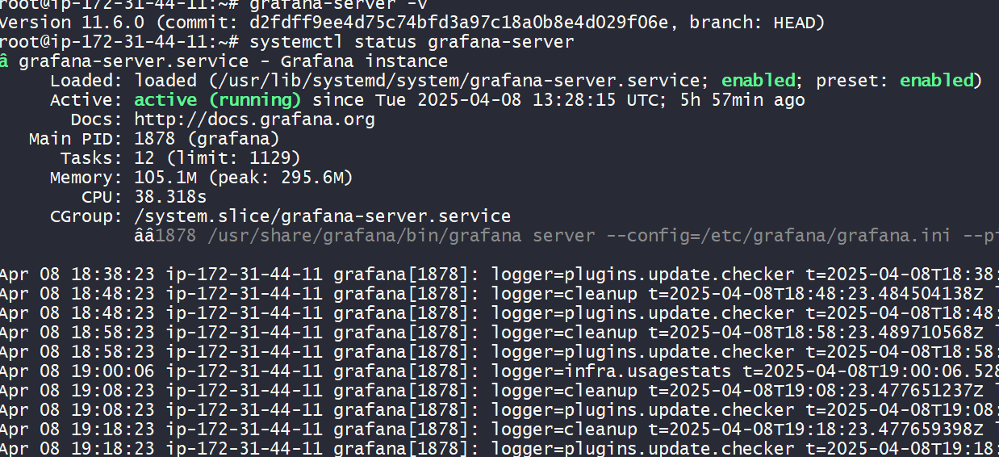 root@ip-172-31-44-11:~# grafana-server -v
Version 11.6.0 (commit: d2fdff9ee4d75c74bfd3a97c18a0b8e4d029f06e, branch: HEAD)
root@ip-172-31-44-11:~# systemctl status grafana-server
â grafana-server.service - Grafana instance
Loaded: loaded (/usr/lib/systemd/system/grafana-server.service; enabled; preset: enabled)
Active: active (running) since Tue 2025-04-08 13:28:15 UTC; 5h 57min ago
Docs: http://docs.grafana.org
Main PID: 1878 (grafana)
Tasks: 12 (limit: 1129)
Memory: 105.1M (peak: 295.6M)
CPU: 38.318s
CGroup: /system.slice/grafana-server.service
ââ1878 /usr/share/grafana/bin/grafana server --config=/etc/grafana/grafana.ini
Apr 08 18:38:23 ip-172-31-44-11 grafana[1878]: logger=plugins.update.checker t=2025-04-08T18:38:
Apr 08 18:48:23 ip-172-31-44-11 grafana[1878]: logger=cleanup t=2025-04-08T18:48:23.484504138Z
Apr 08 18:48:23 ip-172-31-44-11 grafana[1878]: logger=plugins.update.checker t=2025-04-08T18:48:
Apr 08 18:58:23 ip-172-31-44-11 grafana[1878]: logger=cleanup t=2025-04-08T18:58:23.489710568Z
Apr 08 18:58:23 ip-172-31-44-11 grafana[1878]: logger=plugins.update.checker t=2025-04-08T18:58:
Apr 08 19:00:06 ip-172-31-44-11 grafana[1878]: logger=infra.usagestats t=2025-04-08T19:00:06.528
Apr 08 19:08:23 ip-172-31-44-11 grafana[1878]: logger=cleanup t=2025-04-08T19:08:23.477651237Z
Apr 08 19:08:23 ip-172-31-44-11 grafana[1878]: logger=plugins.update.checker t=2025-04-08T19:08:
Apr 08 19:18:23 ip-172-31-44-11 grafana[1878]: logger=cleanup t=2025-04-08T19:18:23.477659398Z
Apr 08 19:18:23 ip-172-31-44-11 grafana[1878]: logger=plugins.update.checker t=2025-04-08T19:18: